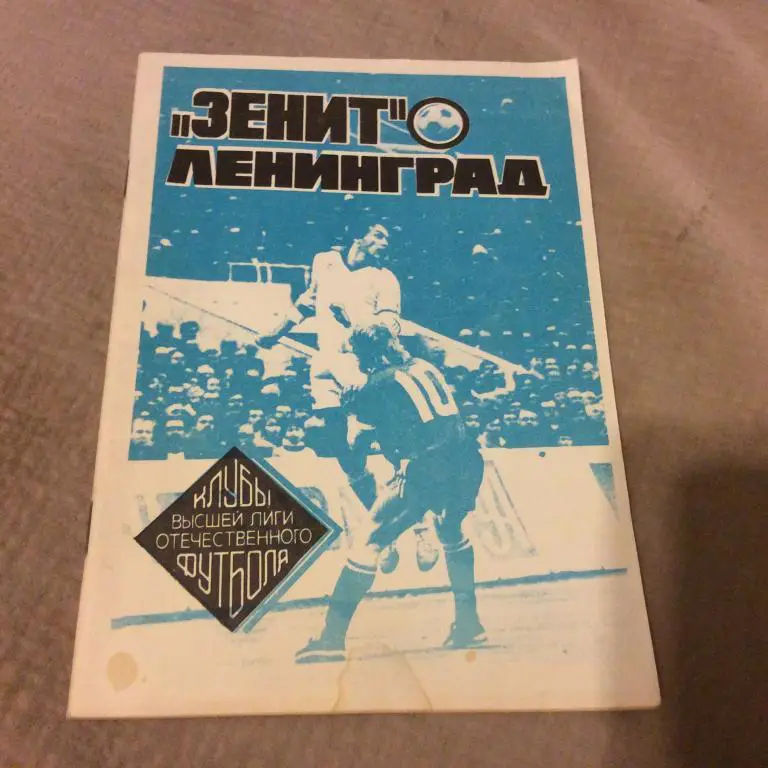 "ЗЕНИТ"
ЛЕНИНГРАД
10
КЛУБЫ
ВЫСШЕЙ ЛИГИ
ОТЕЧЕСТВЕННОГО
ФУТБОЛА